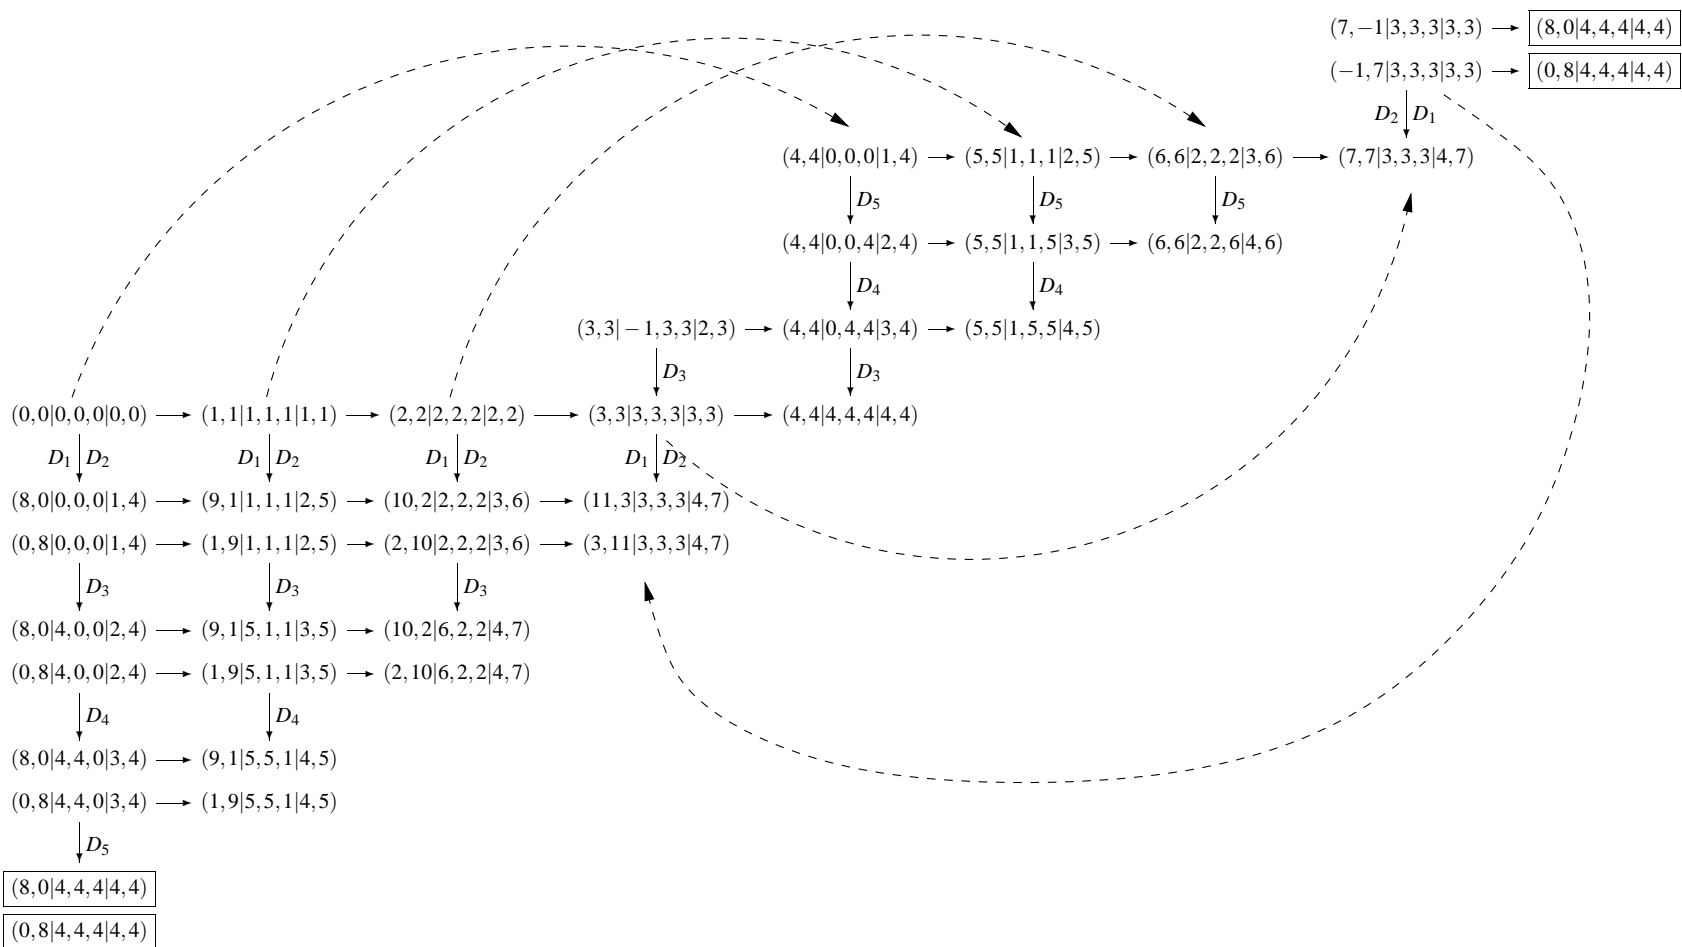 (7,−1|3,3,3|3,3) (8,0|4,4,4|4,4)
(−1,7|3,3,3|3,3) (0,8|4,4,4|4,4)
D2 D1
(4,4|0,0,0|1,4) (5,5|1,1,1|2,5) (6,6|2,2,2|3,6) (7,7|3,3,3|4,7)
D5 D5 D5
(4,4|0,0,4|2,4) (5,5|1,1,5|3,5) (6,6|2,2,6|4,6)
D4 D4
(3,3|−1,3,3|2,3) (4,4|0,4,4|3,4) (5,5|1,5,5|4,5)
D3 D3
(0,0|0,0,0|0,0) (1,1|1,1,1|1,1) (2,2|2,2,2|2,2) (3,3|3,3,3|3,3) (4,4|4,4,4|4,4)
D1 D2 D1 D2 D1 D2 D1 D2
(8,0|0,0,0|1,4) (9,1|1,1,1|2,5) (10,2|2,2,2|3,6) (11,3|3,3,3|4,7)
(0,8|0,0,0|1,4) (1,9|1,1,1|2,5) (2,10|2,2,2|3,6) (3,11|3,3,3|4,7)
D3 D3 D3
(8,0|4,0,0|2,4) (9,1|5,1,1|3,5) (10,2|6,2,2|4,7)
(0,8|4,0,0|2,4) (1,9|5,1,1|3,5) (2,10|6,2,2|4,7)
D4 D4
(8,0|4,4,0|3,4) (9,1|5,5,1|4,5)
(0,8|4,4,0|3,4) (1,9|5,5,1|4,5)
D5
(8,0|4,4,4|4,4)
(0,8|4,4,4|4,4)